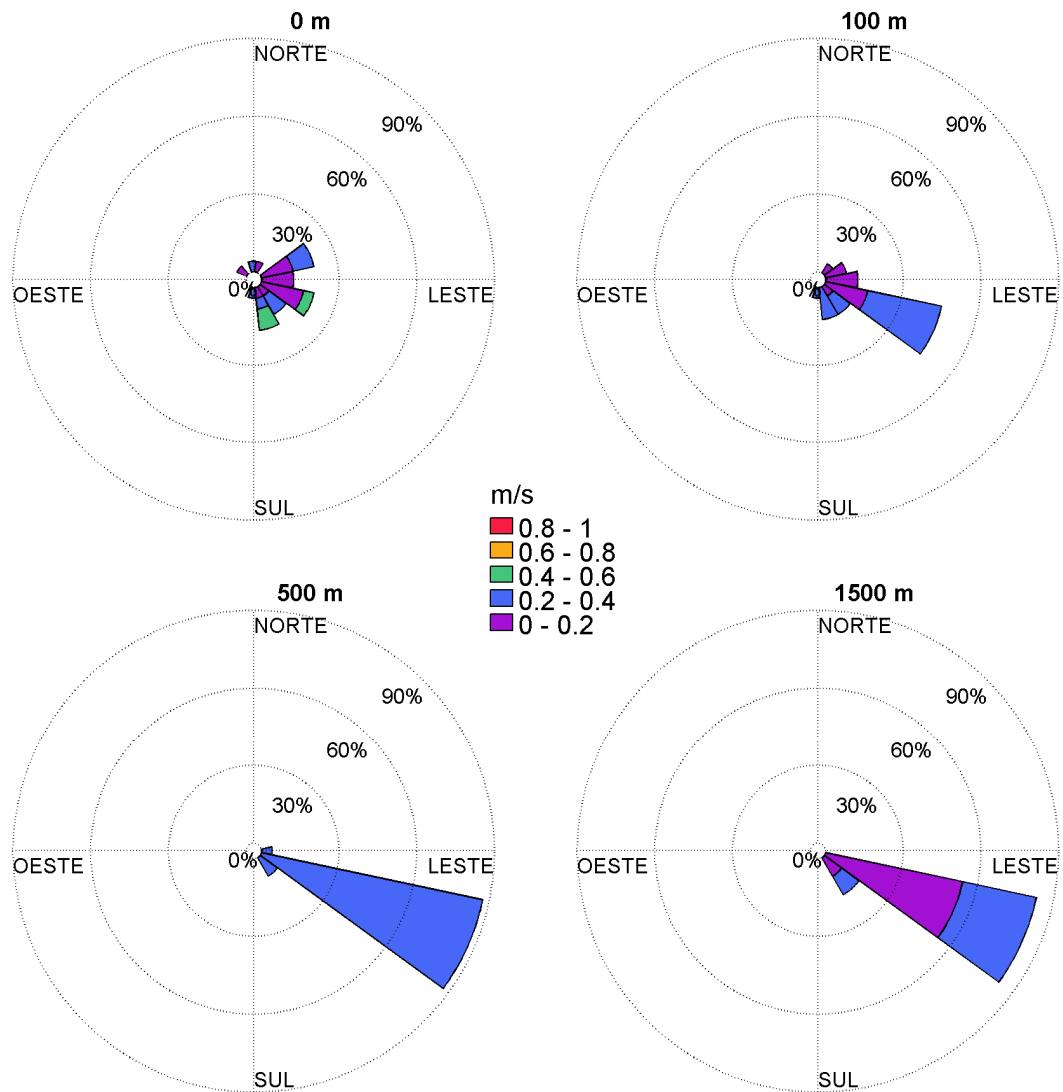 0 m
NORTE
90%
60%
30%
0%
OESTE
LESTE
SUL
100 m
NORTE
90%
60%
30%
0%
OESTE
LESTE
SUL
m/s
0.8 - 1
0.6 - 0.8
0.4 - 0.6
0.2 - 0.4
0 - 0.2
500 m
NORTE
90%
60%
30%
0%
OESTE
LESTE
SUL
1500 m
NORTE
90%
60%
30%
0%
OESTE
LESTE
SUL